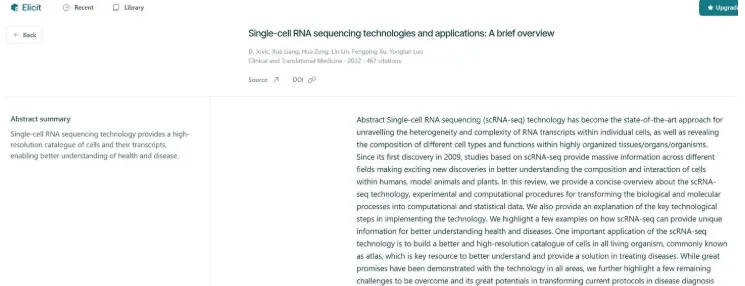 Elicit
Recent
Library
Upgrade
Back
Single-cell RNA sequencing technologies and applications: A brief overview
D. Jovic, Xue Liang, Hua Zeng, Lin Lin, Fengping Xu, Yonglun Luo
Clinical and Translational Medicine · 2022 · 467 citations
Source
DOI
Abstract summary
Single-cell RNA sequencing technology provides a high-
resolution catalogue of cells and their transcripts,
enabling better understanding of health and disease.
Abstract Single-cell RNA sequencing (scRNA-seq) technology has become the state-of-the-art approach for
unravelling the heterogeneity and complexity of RNA transcripts within individual cells, as well as revealing
the composition of different cell types and functions within highly organized tissues/organs/organisms.
Since its first discovery in 2009, studies based on scRNA-seq provide massive information across different
fields making exciting new discoveries in better understanding the composition and interaction of cells
within humans, model animals and plants. In this review, we provide a concise overview about the scRNA-
seq technology, experimental and computational procedures for transforming the biological and molecular
processes into computational and statistical data. We also provide an explanation of the key technological
steps in implementing the technology. We highlight a few examples on how scRNA-seq can provide unique
information for better understanding health and diseases. One important application of the scRNA-seq
technology is to build a better and high-resolution catalogue of cells in all living organism, commonly known
as atlas, which is key resource to better understand and provide a solution in treating diseases. While great
promises have been demonstrated with the technology in all areas, we further highlight a few remaining
challenges to be overcome and its great potentials in transforming current protocols in disease diagnosis